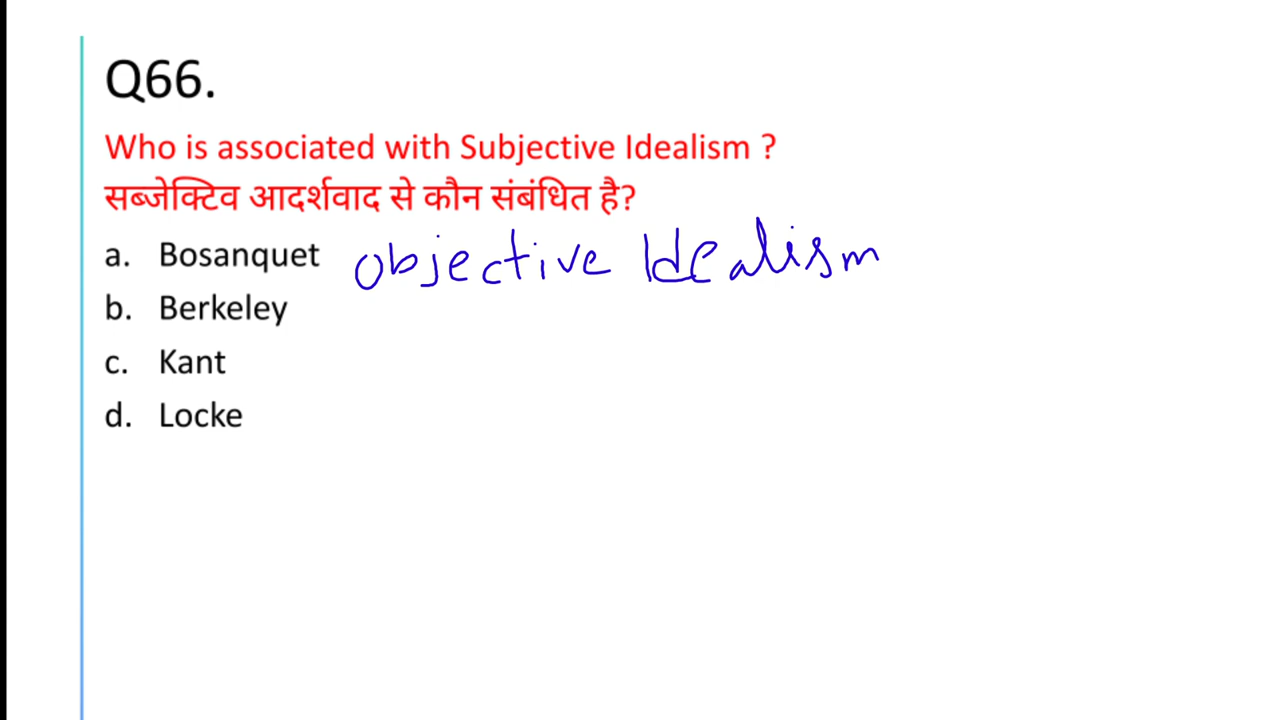 Q66.
Who is associated with Subjective Idealism ?
सब्जेक्टिव आदर्शवाद से कौन संबंधित है?
a. Bosanquet objective Idealism
b. Berkeley
c. Kant
d. Locke